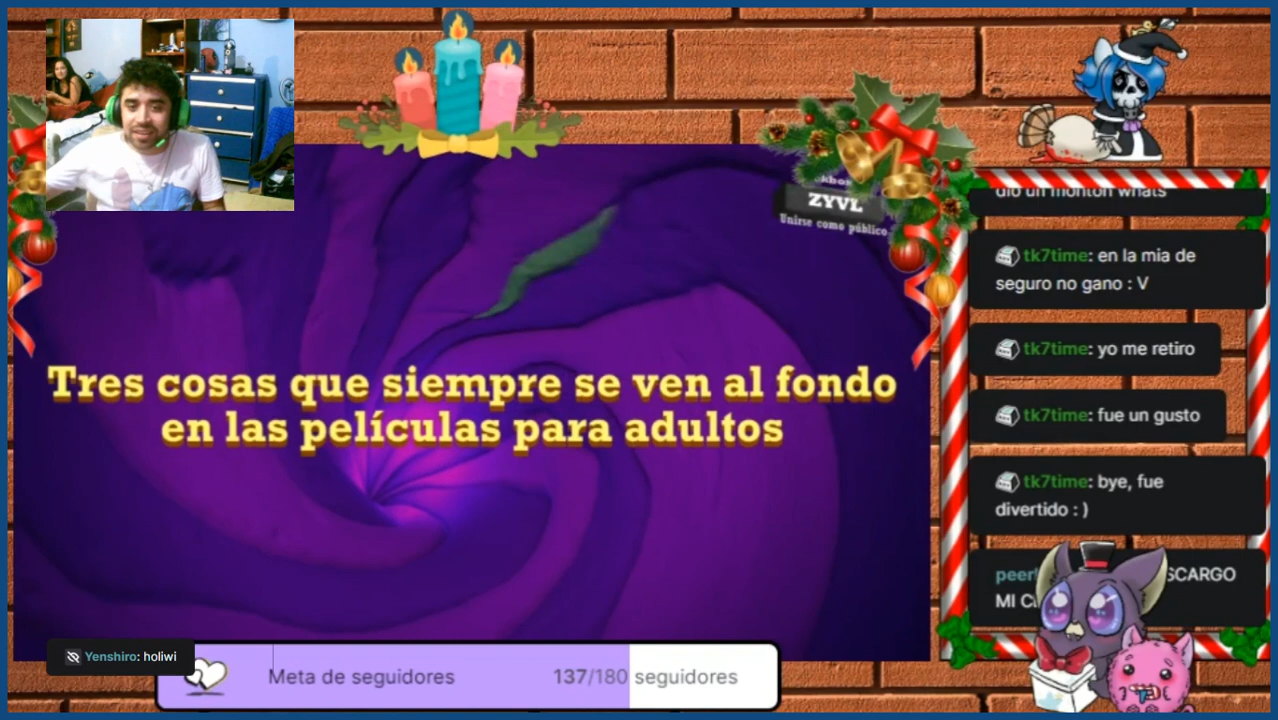 ZYVL
Unirse como público
Tres cosas que siempre se ven al fondo
en las películas para adultos
dio un montón whats
tk7time: en la mia de
seguro no gano : V
tk7time: yo me retiro
tk7time: fue un gusto
tk7time: bye, fue
divertido : )
MI
Yenshiro: holiwi
Meta de seguidores 137/180 seguidores